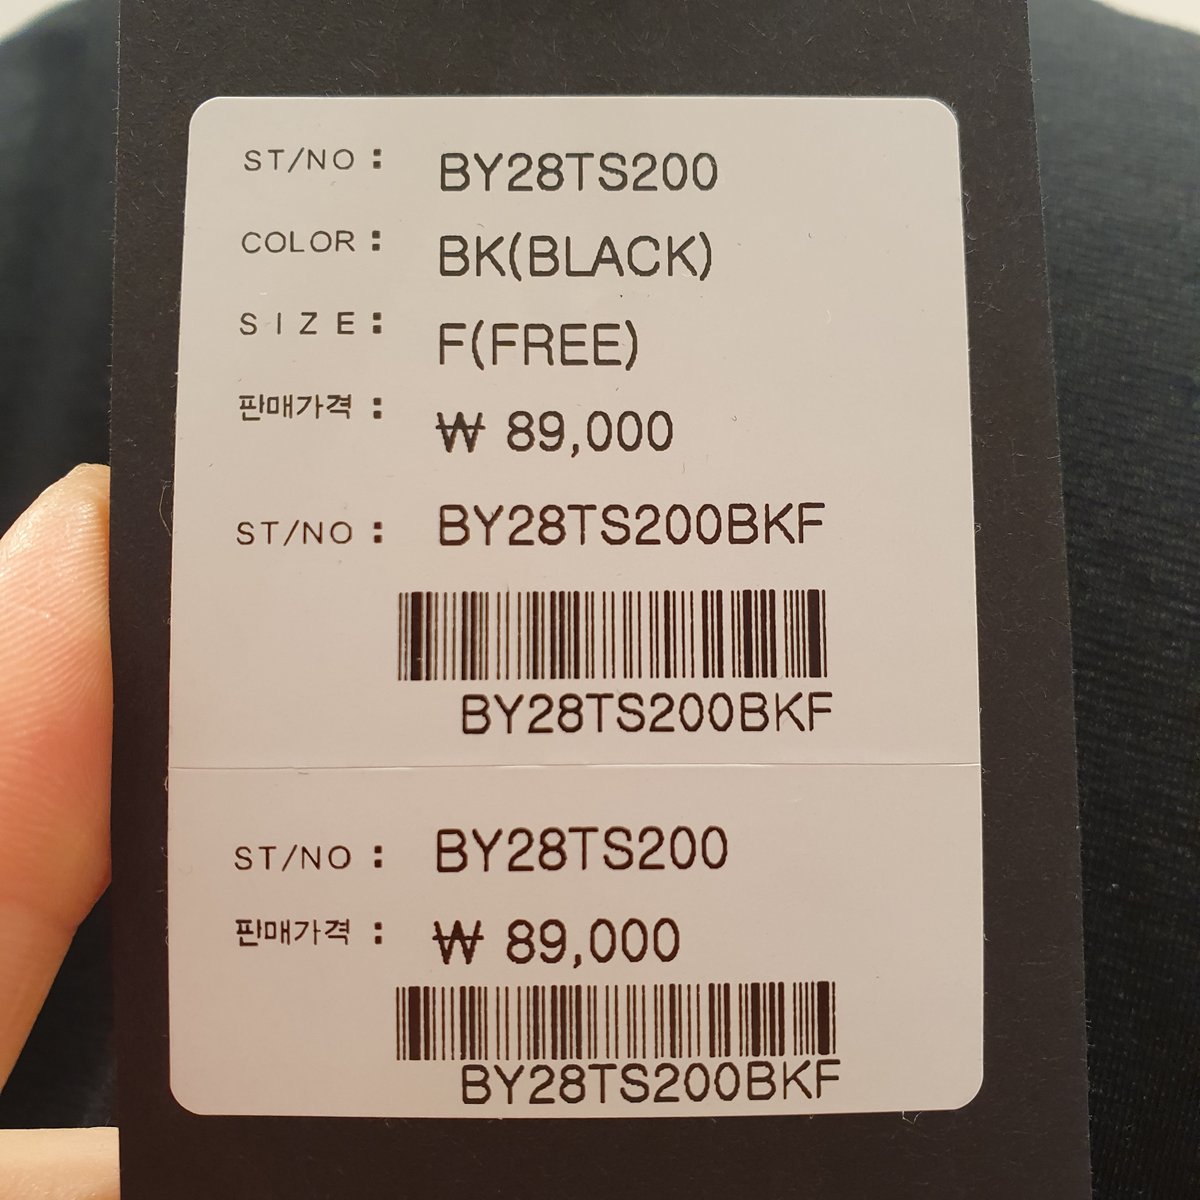 ST/NO : BY28TS200
COLOR : BK(BLACK)
SIZE : F(FREE)
판매가격 : ₩ 89,000
ST/NO : BY28TS200BKF
BY28TS200BKF
ST/NO : BY28TS200
판매가격 : ₩ 89,000
BY28TS200BKF